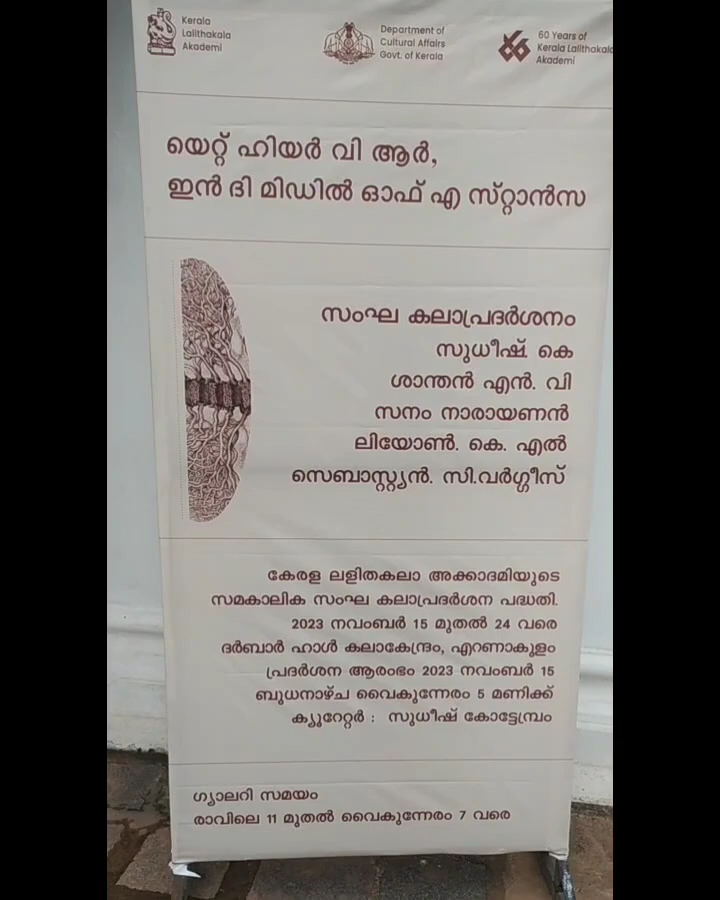 Kerala
Lalithakala
Akademi
Department of
Cultural Affairs
Govt. of Kerala
60 Years of
Kerala Lalithakala
Akademi
യെറ്റ് ഹിയർ വി ആർ,
ഇൻ ദി മിഡിൽ ഓഫ് എ സ്റ്റാൻസ
സംഘ കലാപ്രദർശനം
സുധീഷ്. കെ
ശാന്തൻ എൻ. വി
സനം നാരായണൻ
ലിയോൺ. കെ. എൽ
സെബാസ്റ്റ്യൻ. സി.വർഗ്ഗീസ്
കേരള ലളിതകലാ അക്കാദമിയുടെ
സമകാലിക സംഘ കലാപ്രദർശന പദ്ധതി.
2023 നവംബർ 15 മുതൽ 24 വരെ
ദർബാർ ഹാൾ കലാകേന്ദ്രം, എറണാകുളം
പ്രദർശന ആരംഭം 2023 നവംബർ 15
ബുധനാഴ്ച വൈകുന്നേരം 5 മണിക്ക്
ക്യൂറേറ്റർ : സുധീഷ് കോട്ടേമ്പ്രം
ഗ്യാലറി സമയം
രാവിലെ 11 മുതൽ വൈകുന്നേരം 7 വരെ